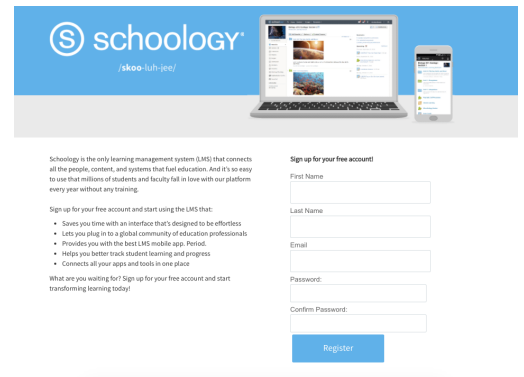 S schoology®
/skoo-luh-jee/
Schoology is the only learning management system (LMS) that connects
all the people, content, and systems that fuel education. And it's so easy
to use that millions of students and faculty fall in love with our platform
every year without any training.
Sign up for your free account and start using the LMS that:
• Saves you time with an interface that's designed to be effortless
• Lets you plug in to a global community of education professionals
• Provides you with the best LMS mobile app. Period.
• Helps you better track student learning and progress
• Connects all your apps and tools in one place
What are you waiting for? Sign up for your free account and start
transforming learning today!
Sign up for your free account!
First Name
Last Name
Email
Password:
Confirm Password:
Register